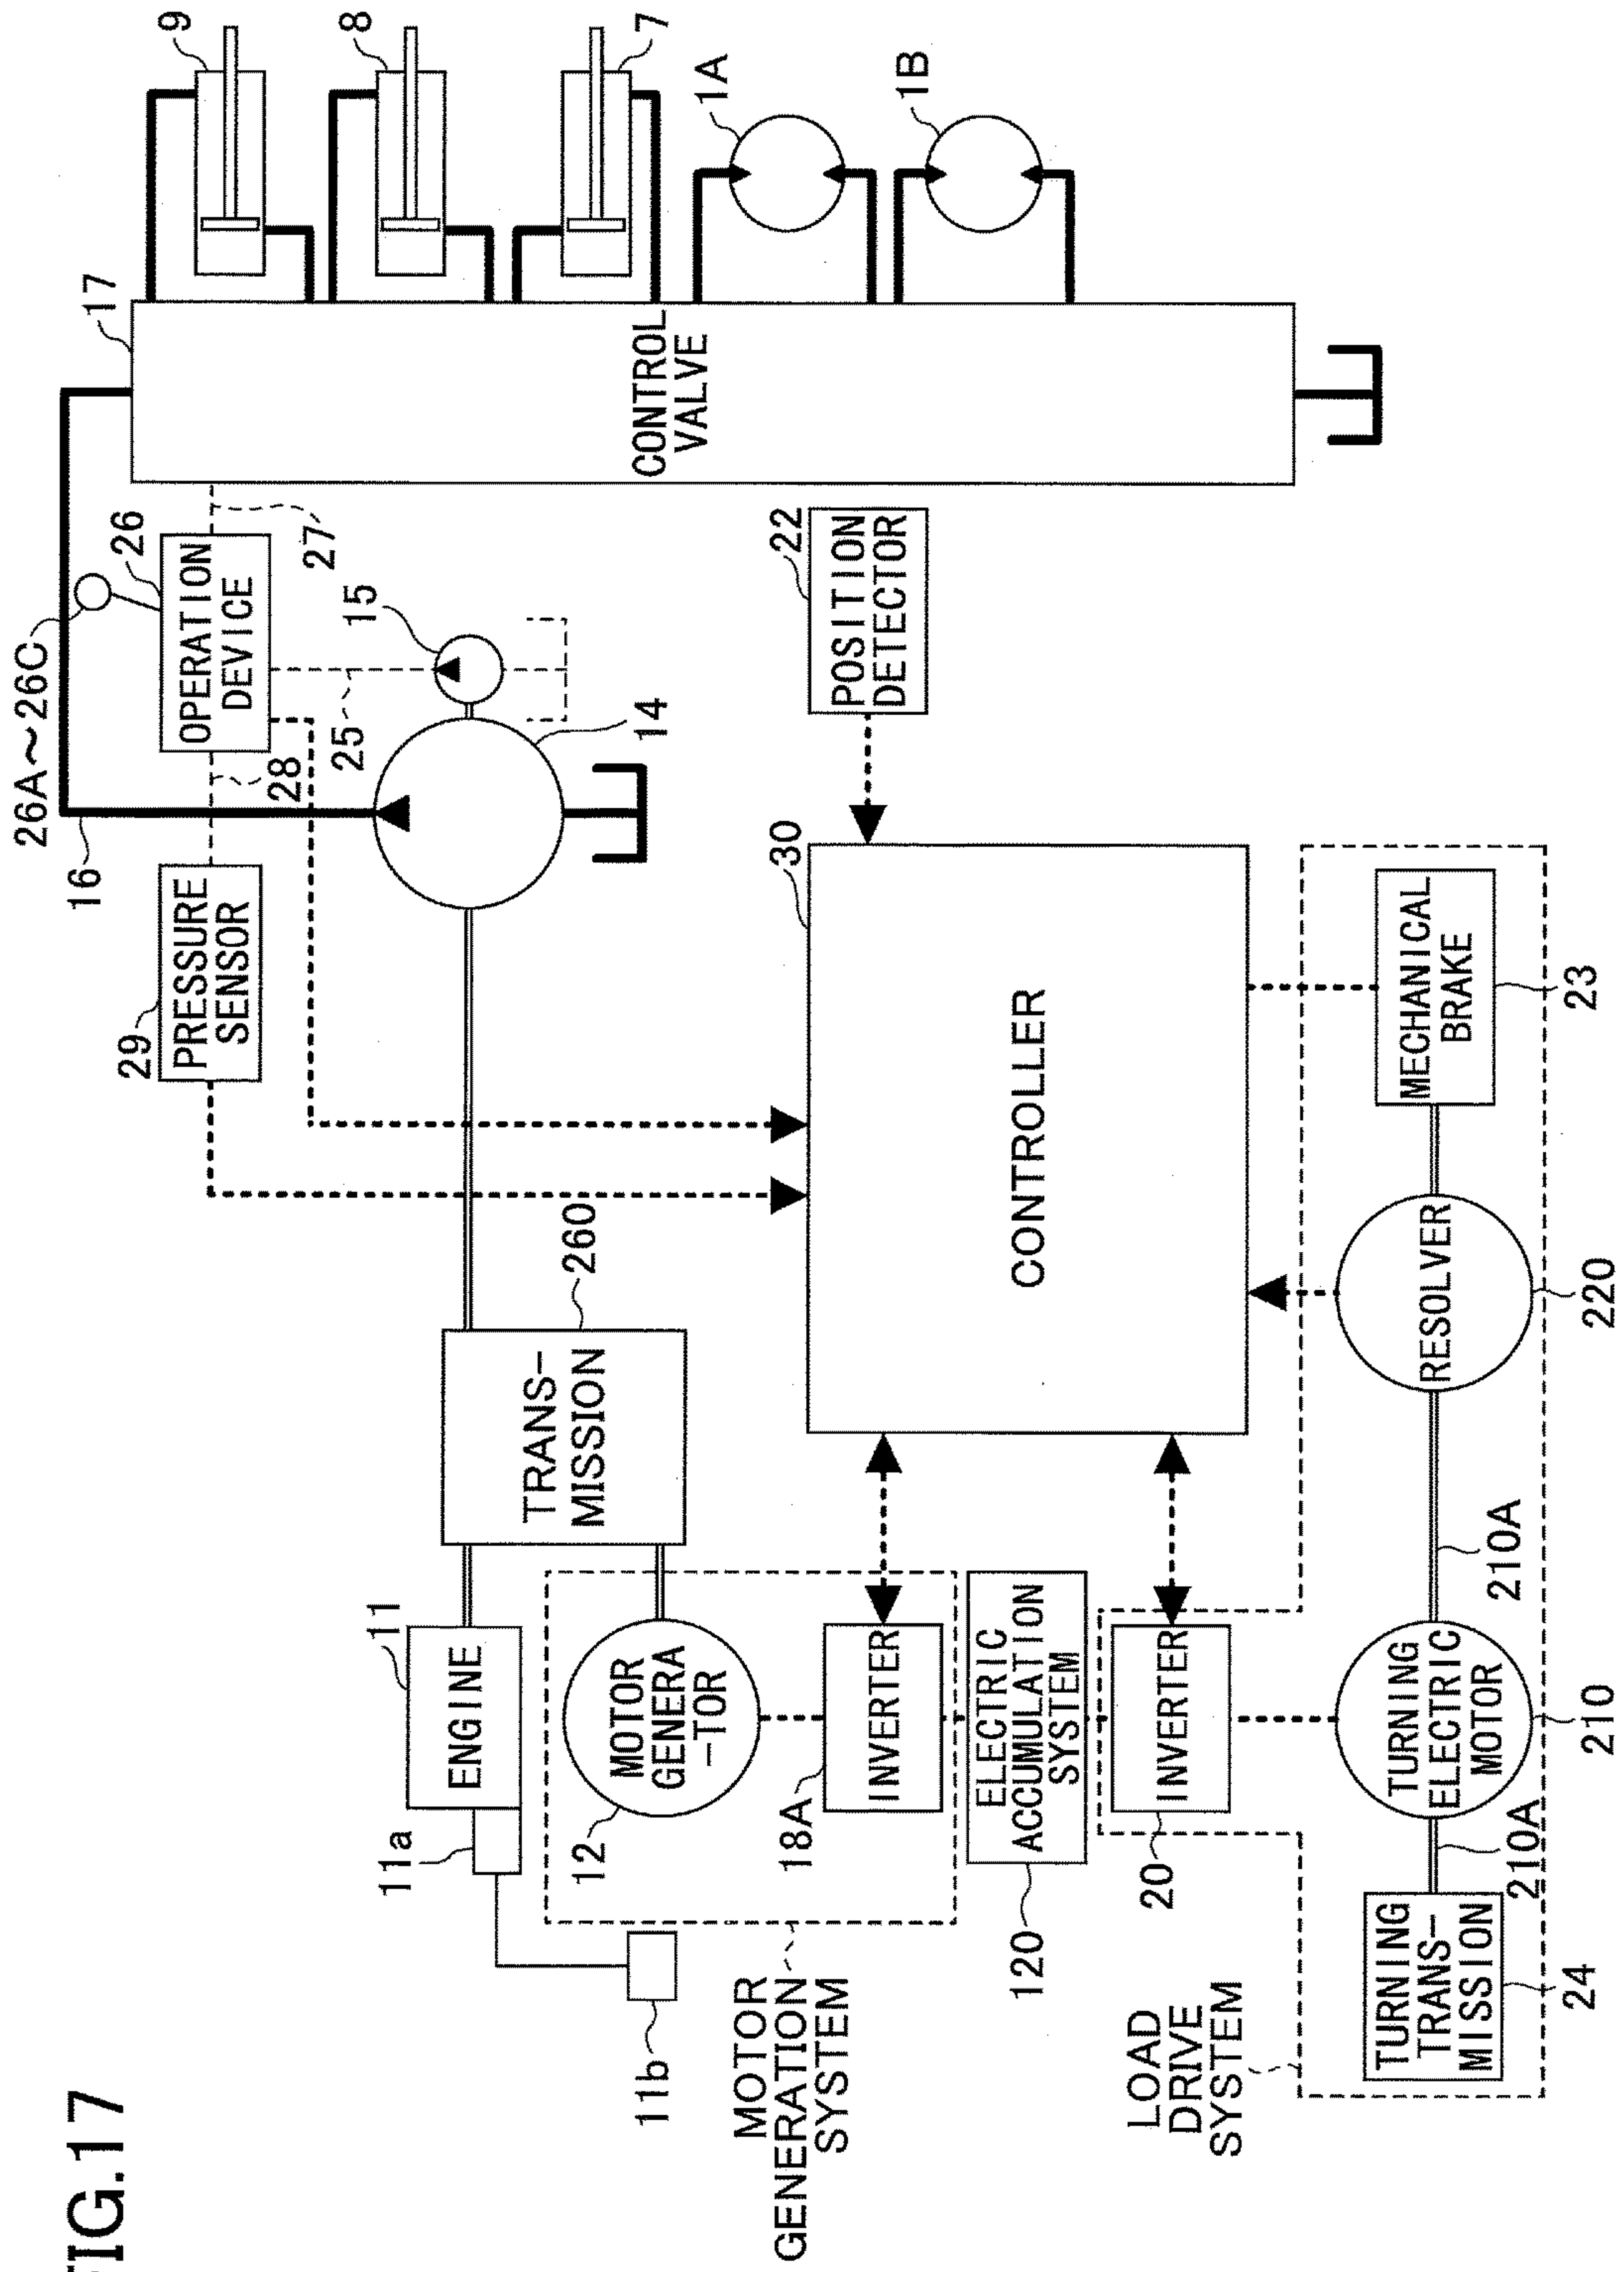 FIG.17
26A~26C
16
26
17
9
8
7
1A
1B
29
PRESSURE
SENSOR
28
OPERATION
DEVICE
27
25
15
14
CONTROL
VALVE
11
ENGINE
11a
11b
TRANS-
MISSION
260
12
MOTOR
GENERA
-TOR
18A
INVERTER
MOTOR
GENERATION
SYSTEM
30
CONTROLLER
22
POSITION
DETECTOR
120
ELECTRIC
ACCUMULATION
SYSTEM
20
INVERTER
LOAD
DRIVE
SYSTEM
TURNING
TRANS-
MISSION
24
210A
TURNING
ELECTRIC
MOTOR
210
210A
RESOLVER
220
MECHANICAL
BRAKE
23